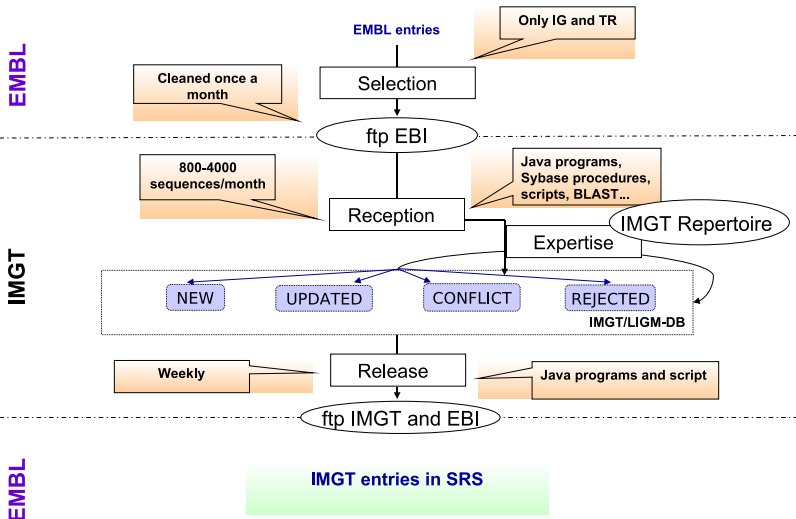 EMBL
EMBL entries
Only IG and TR
Cleaned once a
month
Selection
ftp EBI
IMGT
800-4000
sequences/month
Java programs,
Sybase procedures,
scripts, BLAST...
Reception
IMGT Repertoire
Expertise
NEW
UPDATED
CONFLICT
REJECTED
IMGT/LIGM-DB
Weekly
Release
Java programs and script
ftp IMGT and EBI
EMBL
IMGT entries in SRS